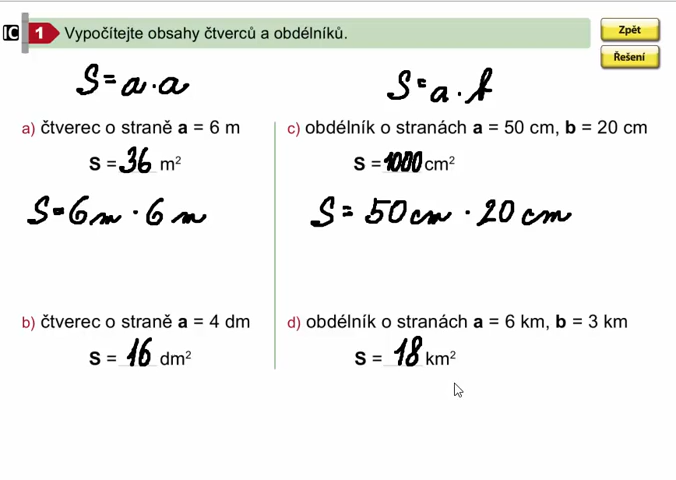 IC 1 Vypočítejte obsahy čtverců a obdélníků.
Zpět
Řešení
S = a · a
S = a · b
a) čtverec o straně a = 6 m
S = 36 m²
S = 6 m · 6 m
c) obdélník o stranách a = 50 cm, b = 20 cm
S = 1000 cm²
S = 50 cm · 20 cm
b) čtverec o straně a = 4 dm
S = 16 dm²
d) obdélník o stranách a = 6 km, b = 3 km
S = 18 km²